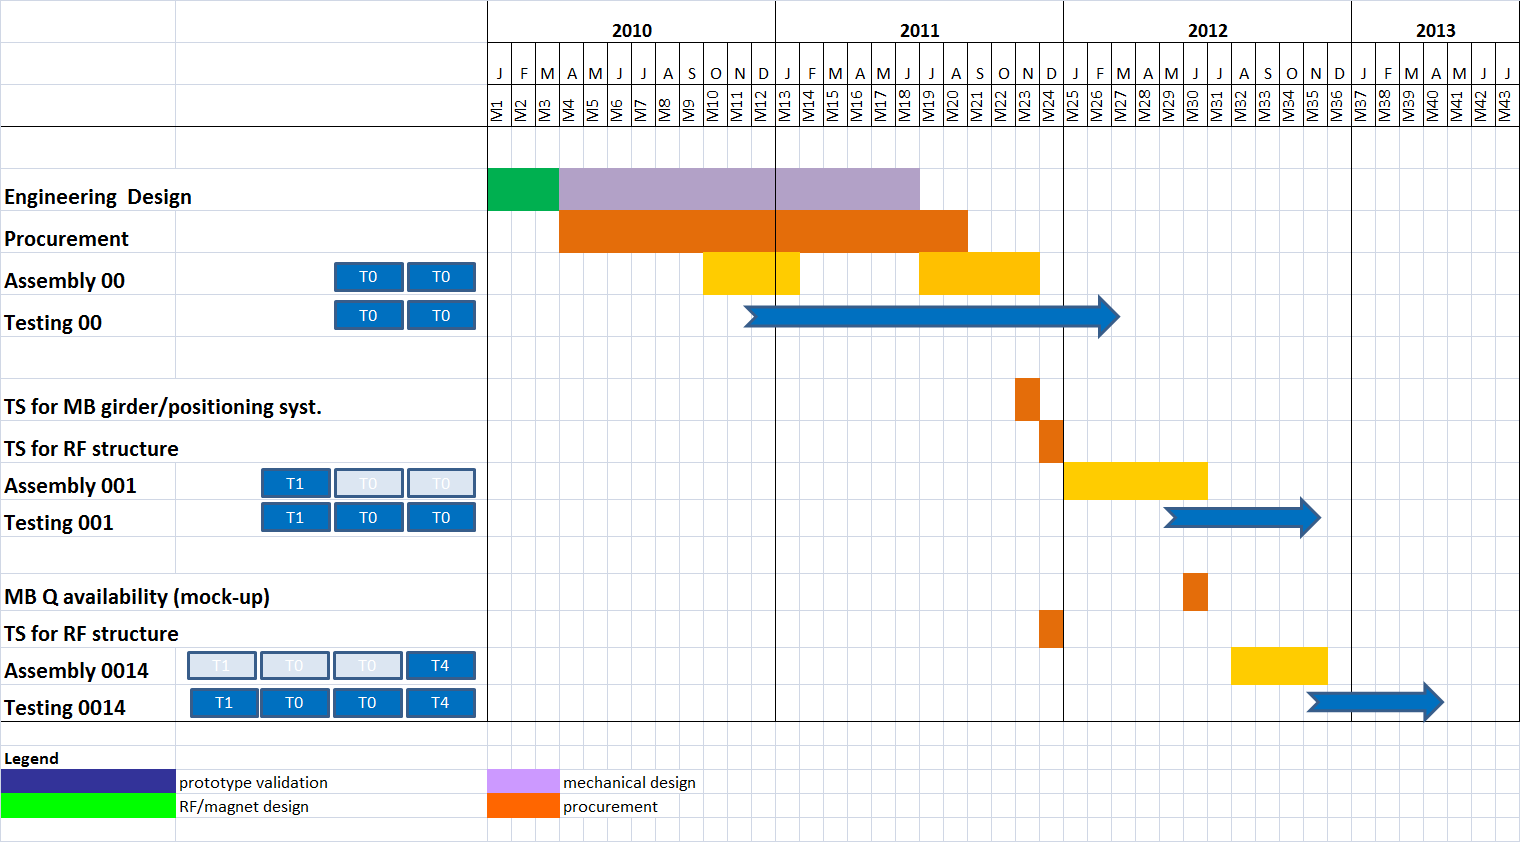 2010 2011 2012 2013
J F M A M J J A S O N D J F M A M J J A S O N D J F M A M J J A S O N D J F M A M J J
M1 M2 M3 M4 M5 M6 M7 M8 M9 M10 M11 M12 M13 M14 M15 M16 M17 M18 M19 M20 M21 M22 M23 M24 M25 M26 M27 M28 M29 M30 M31 M32 M33 M34 M35 M36 M37 M38 M39 M40 M41 M42 M43
Engineering Design
Procurement
Assembly 00 T0 T0
Testing 00 T0 T0
TS for MB girder/positioning syst.
TS for RF structure
Assembly 001 T1 T0 T0
Testing 001 T1 T0 T0
MB Q availability (mock-up)
TS for RF structure
Assembly 0014 T1 T0 T0 T4
Testing 0014 T1 T0 T0 T4
Legend
prototype validation mechanical design
RF/magnet design procurement